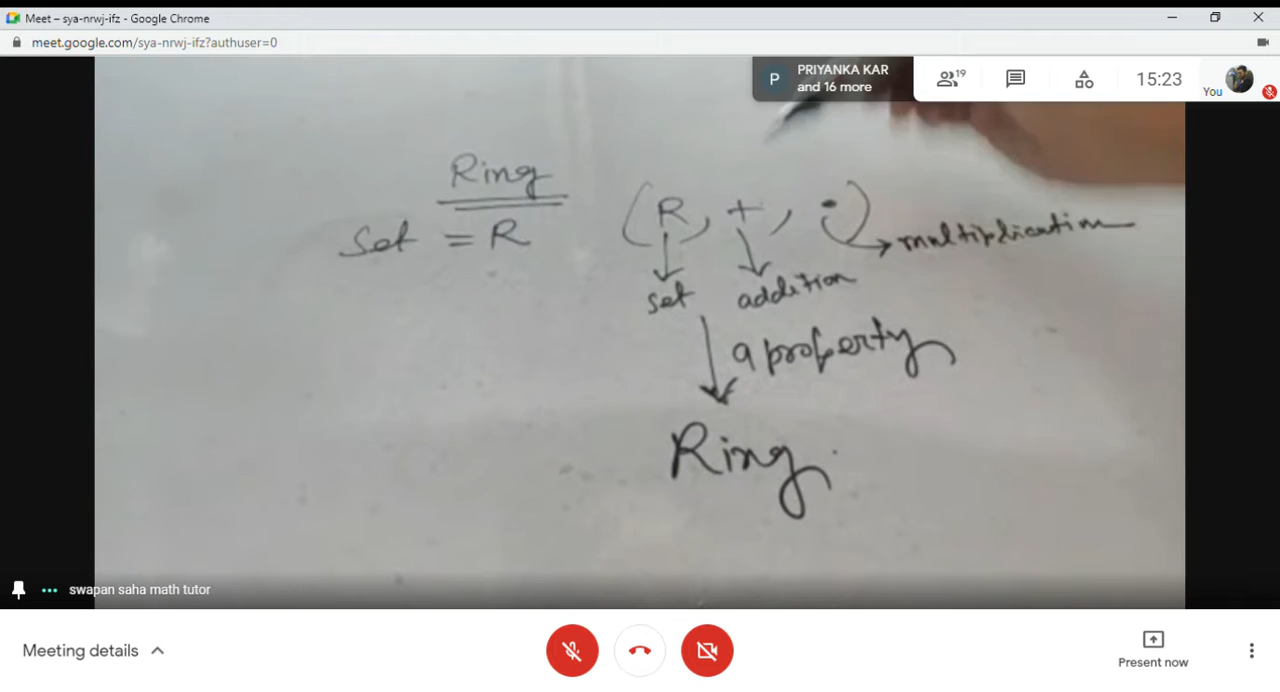 Meet – sya-nrwj-ifz - Google Chrome
meet.google.com/sya-nrwj-ifz?authuser=0
P PRIYANKA KAR
and 16 more
19
15:23
You
Ring
Set = R (R, +, •)
multiplication
set addition
a property
Ring
swapan saha math tutor
Meeting details
Present now